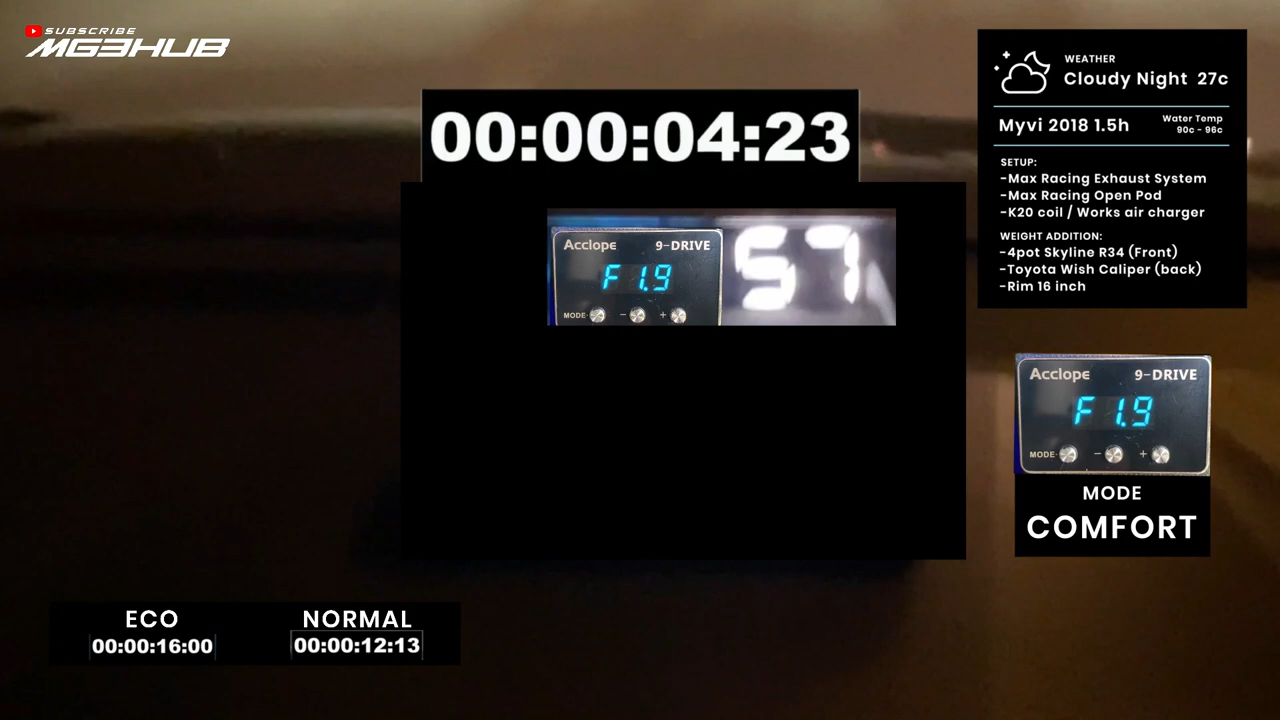 SUBSCRIBE
MG3HUB
00:00:04:23
Acclope 9-DRIVE
F 1.9
MODE - +
57
WEATHER
Cloudy Night 27c
Myvi 2018 1.5h
Water Temp
90c - 96c
SETUP:
-Max Racing Exhaust System
-Max Racing Open Pod
-K20 coil / Works air charger
WEIGHT ADDITION:
-4pot Skyline R34 (Front)
-Toyota Wish Caliper (back)
-Rim 16 inch
Acclope 9-DRIVE
F 1.9
MODE - +
MODE
COMFORT
ECO
00:00:16:00
NORMAL
00:00:12:13